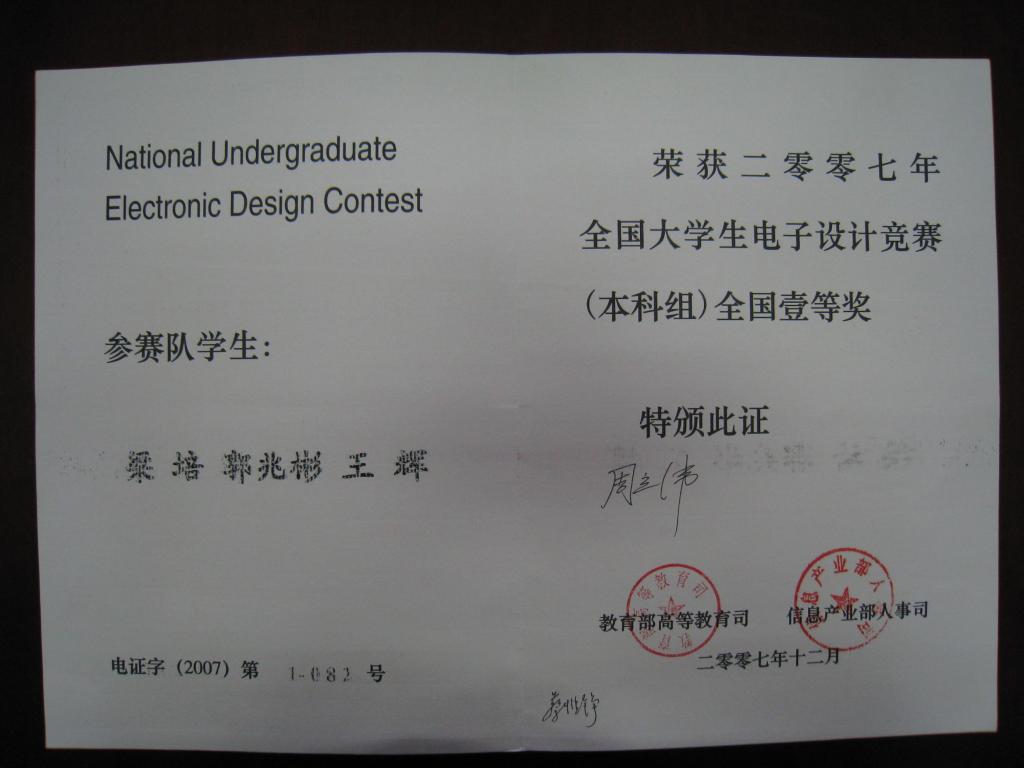 National Undergraduate
Electronic Design Contest
参赛队学生:
梁 培 郭兆彬 王 辉
电证字 (2007) 第 1-082 号
荣获二零零七年
全国大学生电子设计竞赛
(本科组)全国壹等奖
特颁此证
周立伟
教育部高等教育司
信息产业部人事司
二零零七年十二月